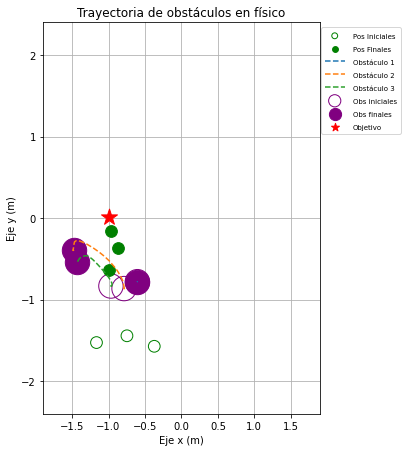 Trayectoria de obstáculos en físico
Pos Iniciales
Pos Finales
Obstáculo 1
Obstáculo 2
Obstáculo 3
Obs Iniciales
Obs finales
Objetivo
Eje y (m)
2
1
0
−1
−2
−1.5
−1.0
−0.5
0.0
0.5
1.0
1.5
Eje x (m)